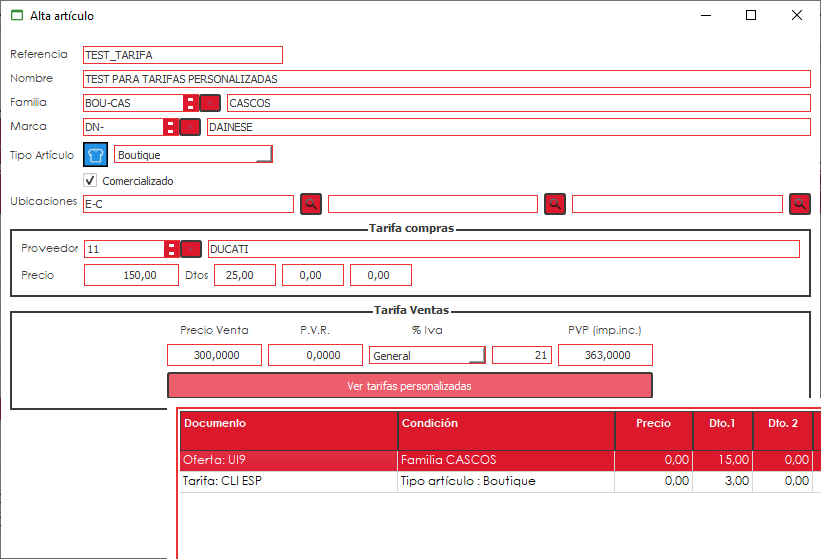 Alta artículo
Referencia TEST_TARIFA
Nombre TEST PARA TARIFAS PERSONALIZADAS
Familia BOU-CAS CASCOS
Marca DN- DAINESE
Tipo Artículo Boutique
Comercializado
Ubicaciones E-C
Tarifa compras
Proveedor 11 DUCATI
Precio 150,00 Dtos 25,00 0,00 0,00
Tarifa Ventas
Precio Venta P.V.R. % Iva PVP (imp.inc.)
300,0000 0,0000 General 21 363,0000
Ver tarifas personalizadas
Documento Condición Precio Dto.1 Dto. 2
Oferta: UI9 Familia CASCOS 0,00 15,00 0,00
Tarifa: CLI ESP Tipo artículo : Boutique 0,00 3,00 0,00